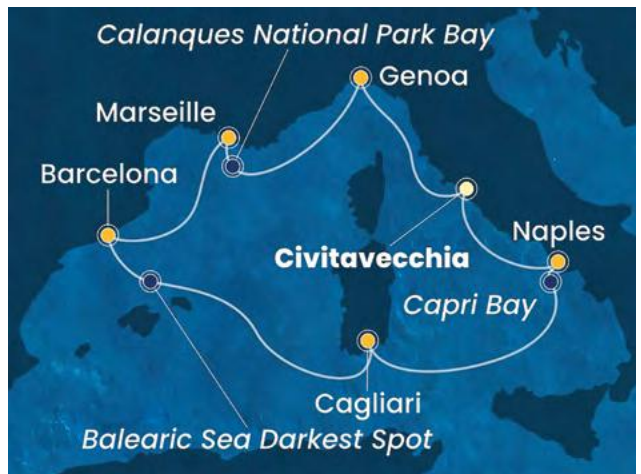 Calanques National Park Bay
Genoa
Marseille
Barcelona
Civitavecchia
Naples
Capri Bay
Cagliari
Balearic Sea Darkest Spot